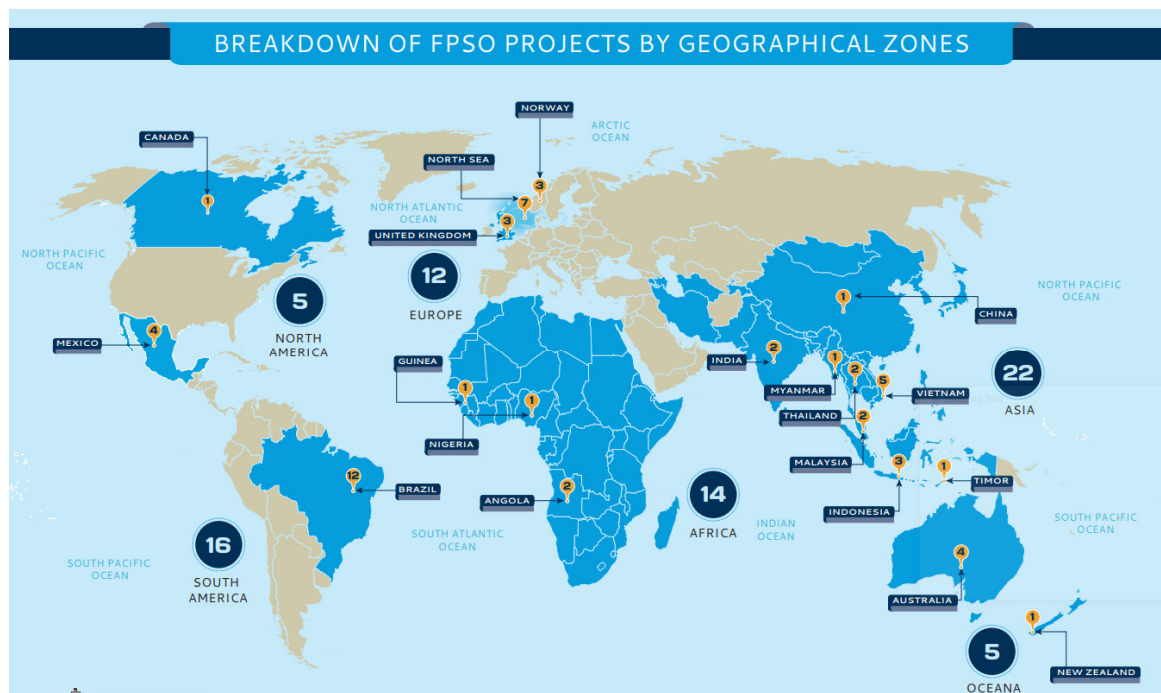 BREAKDOWN OF FPSO PROJECTS BY GEOGRAPHICAL ZONES
NORWAY
ARCTIC
OCEAN
CANADA
NORTH SEA
3
7
1
3
NORTH ATLANTIC
OCEAN
UNITED KINGDOM
NORTH PACIFIC
OCEAN
12
EUROPE
5
NORTH
AMERICA
NORTH PACIFIC
OCEAN
1
CHINA
4
MEXICO
GUINEA
1
NIGERIA
1
INDIA
2
MYANMAR
1
THAILAND
2
5
VIETNAM
22
ASIA
MALAYSIA
2
12
BRAZIL
ANGOLA
2
14
AFRICA
INDONESIA
3
1
TIMOR
SOUTH ATLANTIC
OCEAN
INDIAN
OCEAN
SOUTH PACIFIC
OCEAN
16
SOUTH
AMERICA
SOUTH PACIFIC
OCEAN
4
AUSTRALIA
1
NEW ZEALAND
5
OCEANA